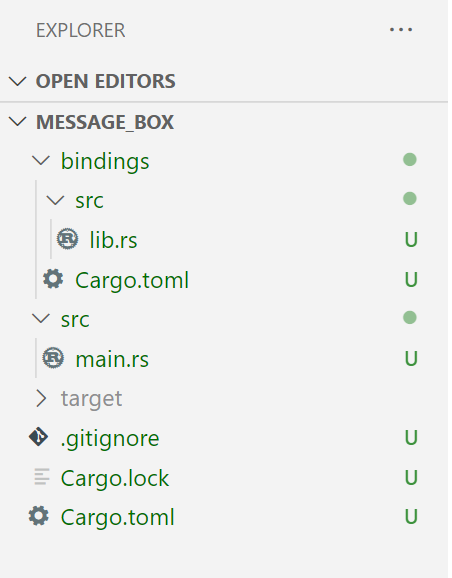 EXPLORER ...
OPEN EDITORS
MESSAGE_BOX
bindings
src
lib.rs U
Cargo.toml U
src
main.rs U
target
.gitignore U
Cargo.lock U
Cargo.toml U